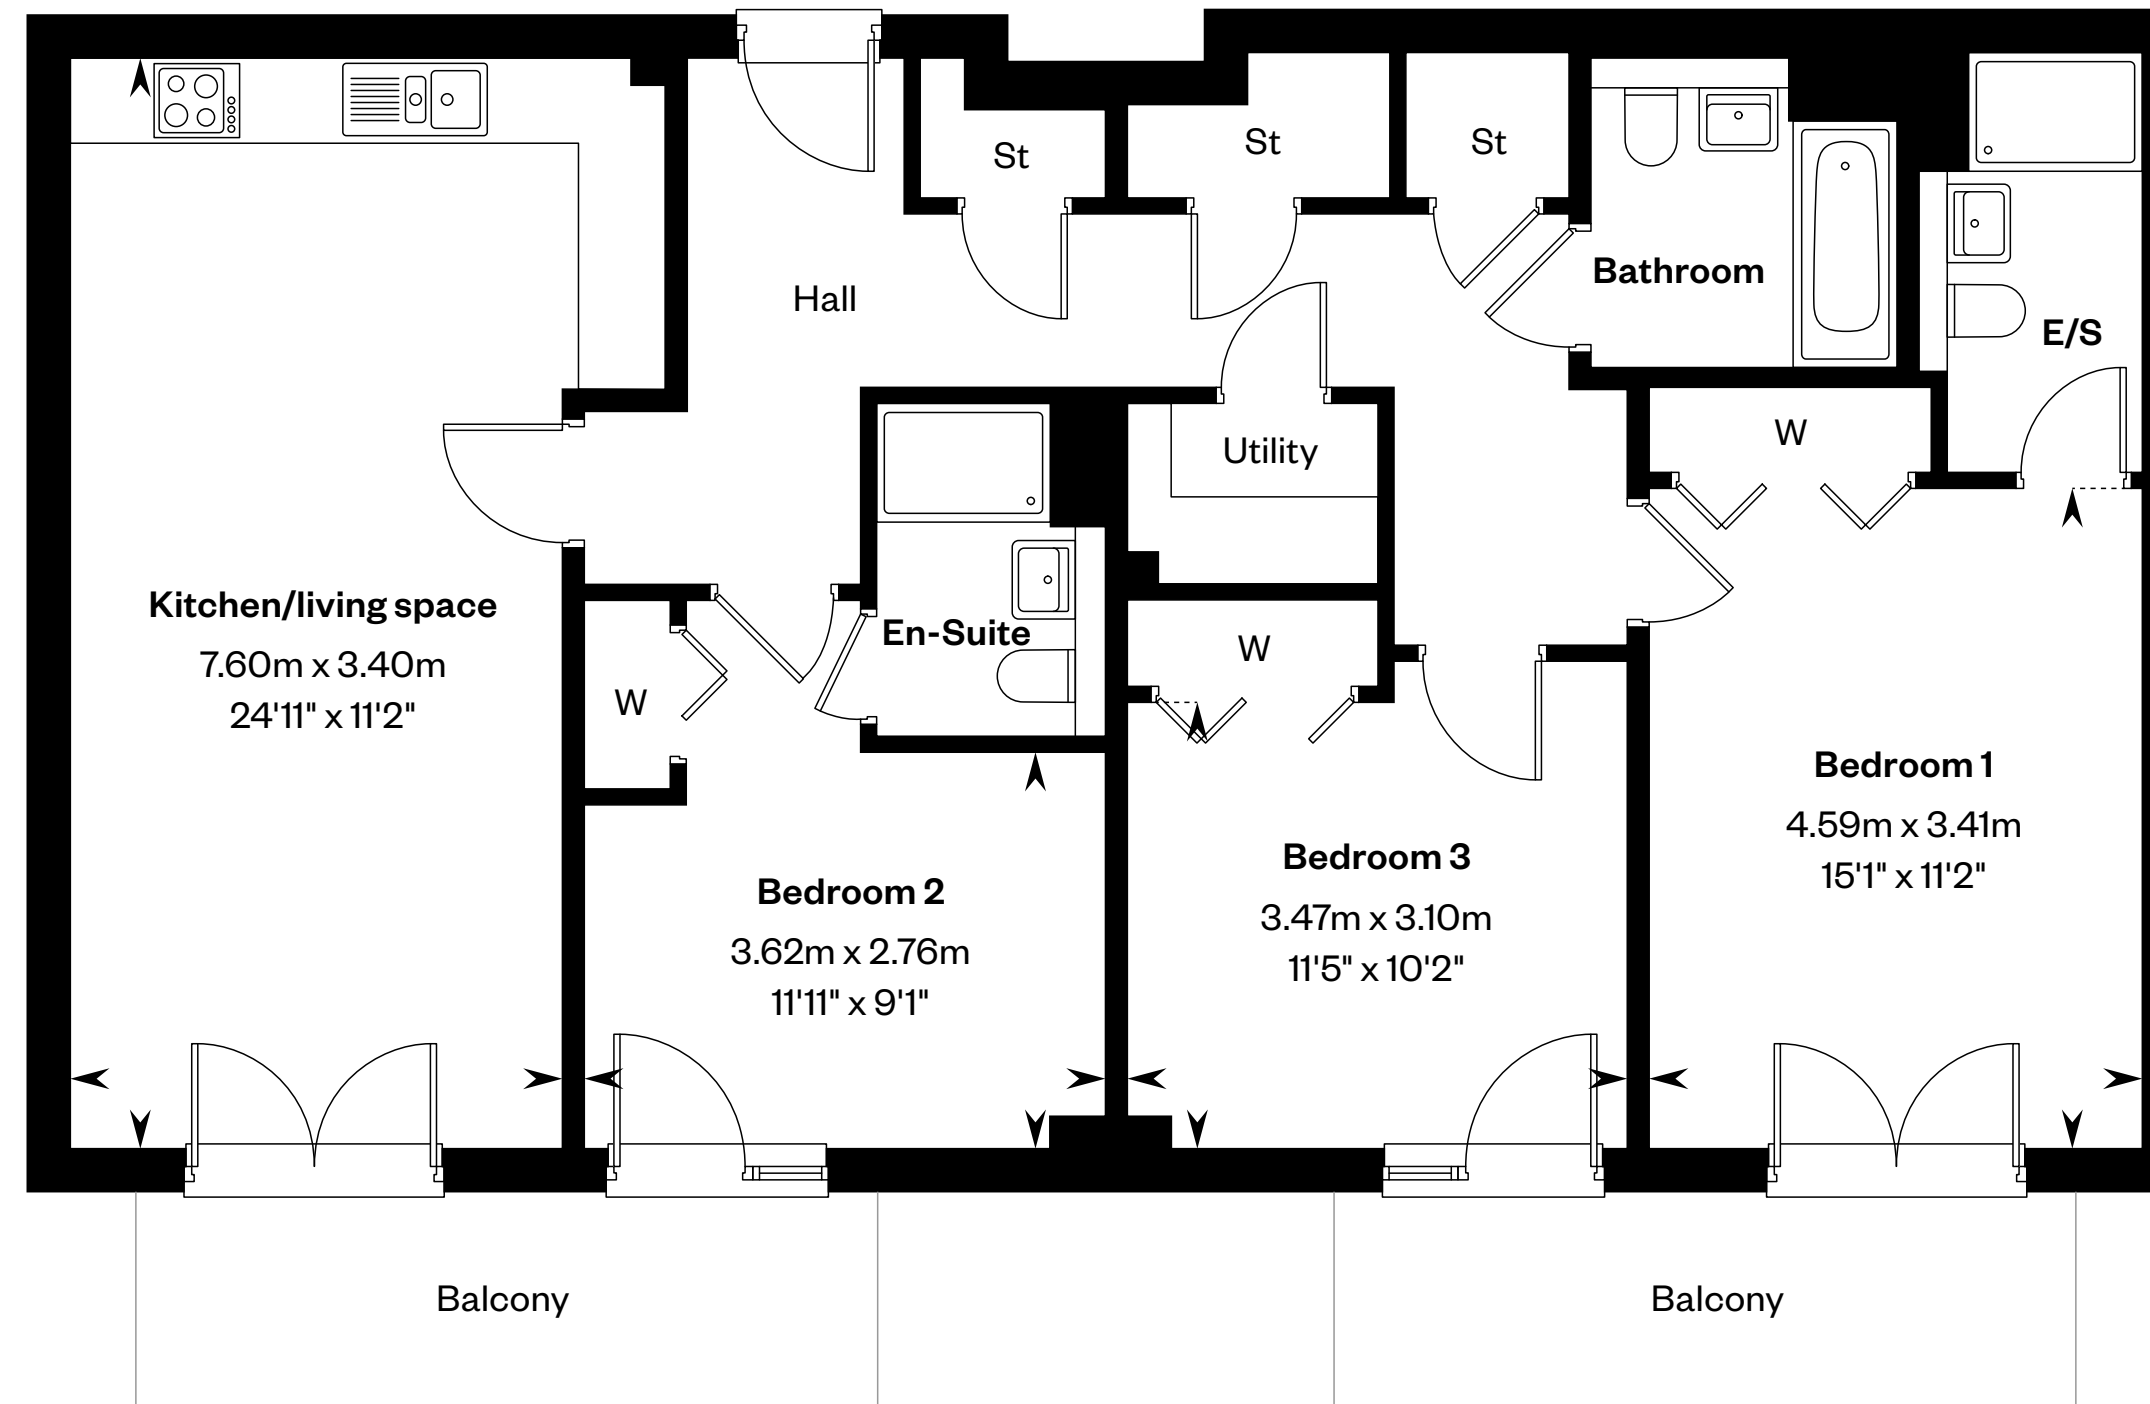 St
St
St
Hall
Bathroom
E/S
W
Utility
Kitchen/living space
7.60m x 3.40m
24'11" x 11'2"
En-Suite
W
W
Bedroom 1
4.59m x 3.41m
15'1" x 11'2"
Bedroom 3
3.47m x 3.10m
11'5" x 10'2"
Bedroom 2
3.62m x 2.76m
11'11" x 9'1"
Balcony
Balcony